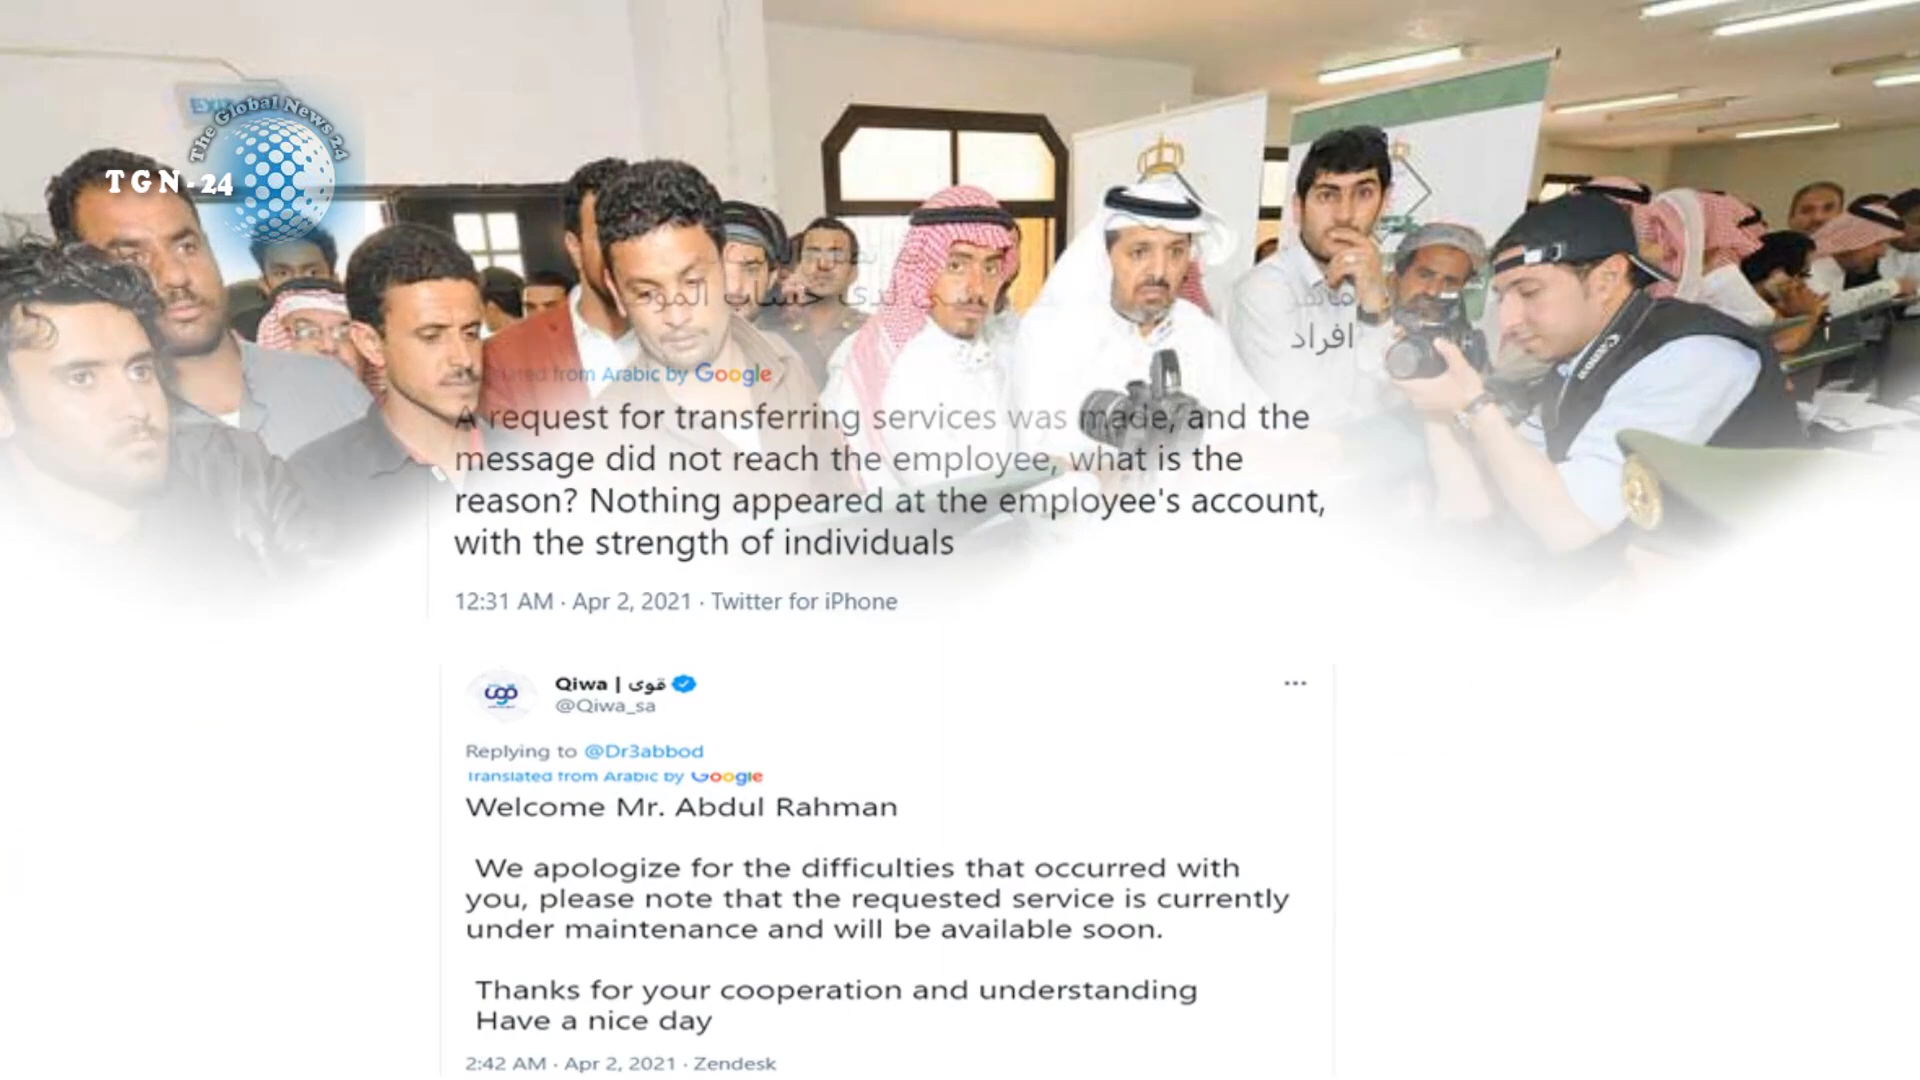 EXIT
The Global News 24
TGN-24
افراد
from Arabic by Google
A request for transferring services was made, and the
message did not reach the employee, what is the
reason? Nothing appeared at the employee's account,
with the strength of individuals
12:31 AM · Apr 2, 2021 · Twitter for iPhone
Qiwa | قوى
@Qiwa_sa
Replying to @Dr3abbod
Translated from Arabic by Google
Welcome Mr. Abdul Rahman
We apologize for the difficulties that occurred with
you, please note that the requested service is currently
under maintenance and will be available soon.
Thanks for your cooperation and understanding
Have a nice day
2:42 AM · Apr 2, 2021 · Zendesk